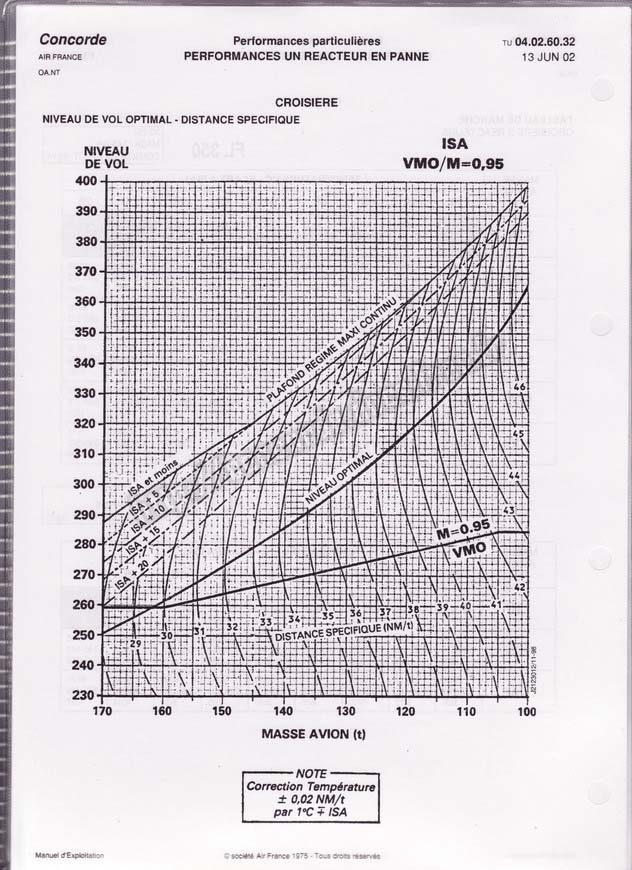 Concorde
AIR FRANCE
OA.NT
Performances particulières
PERFORMANCES UN REACTEUR EN PANNE
TU 04.02.60.32
13 JUN 02
CROISIERE
NIVEAU DE VOL OPTIMAL - DISTANCE SPECIFIQUE
NIVEAU
DE VOL
ISA
VMO/M=0,95
400
390
380
370
360
350
340
330
320
310
300
290
280
270
260
250
240
230
PLAFOND REGIME MAXI CONTINU
ISA et moins
ISA + 5
ISA + 10
ISA + 15
ISA + 20
NIVEAU OPTIMAL
M=0.95
VMO
46
45
44
43
42
29 30 31 32 33 34 35 36 37 38 39 40 41
DISTANCE SPECIFIQUE (NM/t)
170 160 150 140 130 120 110 100
MASSE AVION (t)
NOTE
Correction Température
± 0,02 NM/t
par 1°C ∓ ISA
Manuel d'Exploitation
© société Air France 1975 - Tous droits réservés